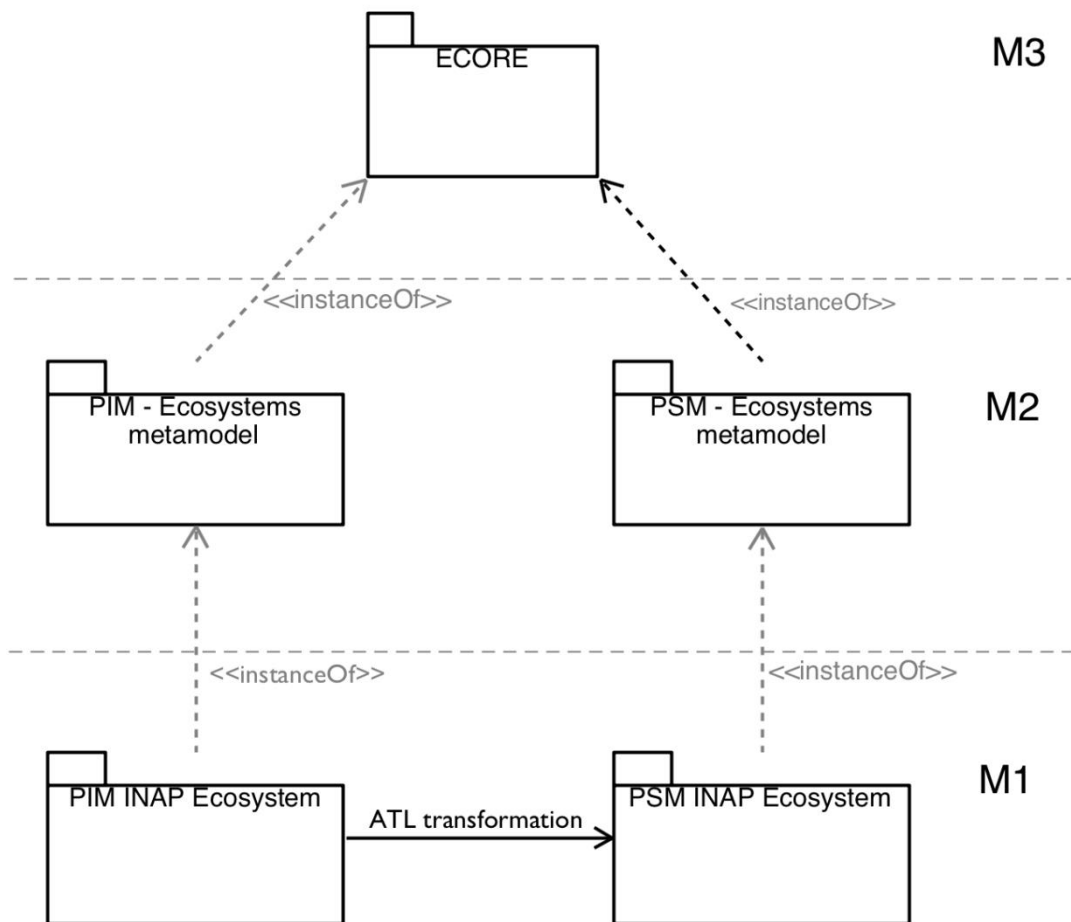 M3
ECORE
<<instanceOf>>
<<instanceOf>>
M2
PIM - Ecosystems
metamodel
PSM - Ecosystems
metamodel
<<instanceOf>>
<<instanceOf>>
M1
PIM INAP Ecosystem
ATL transformation
PSM INAP Ecosystem